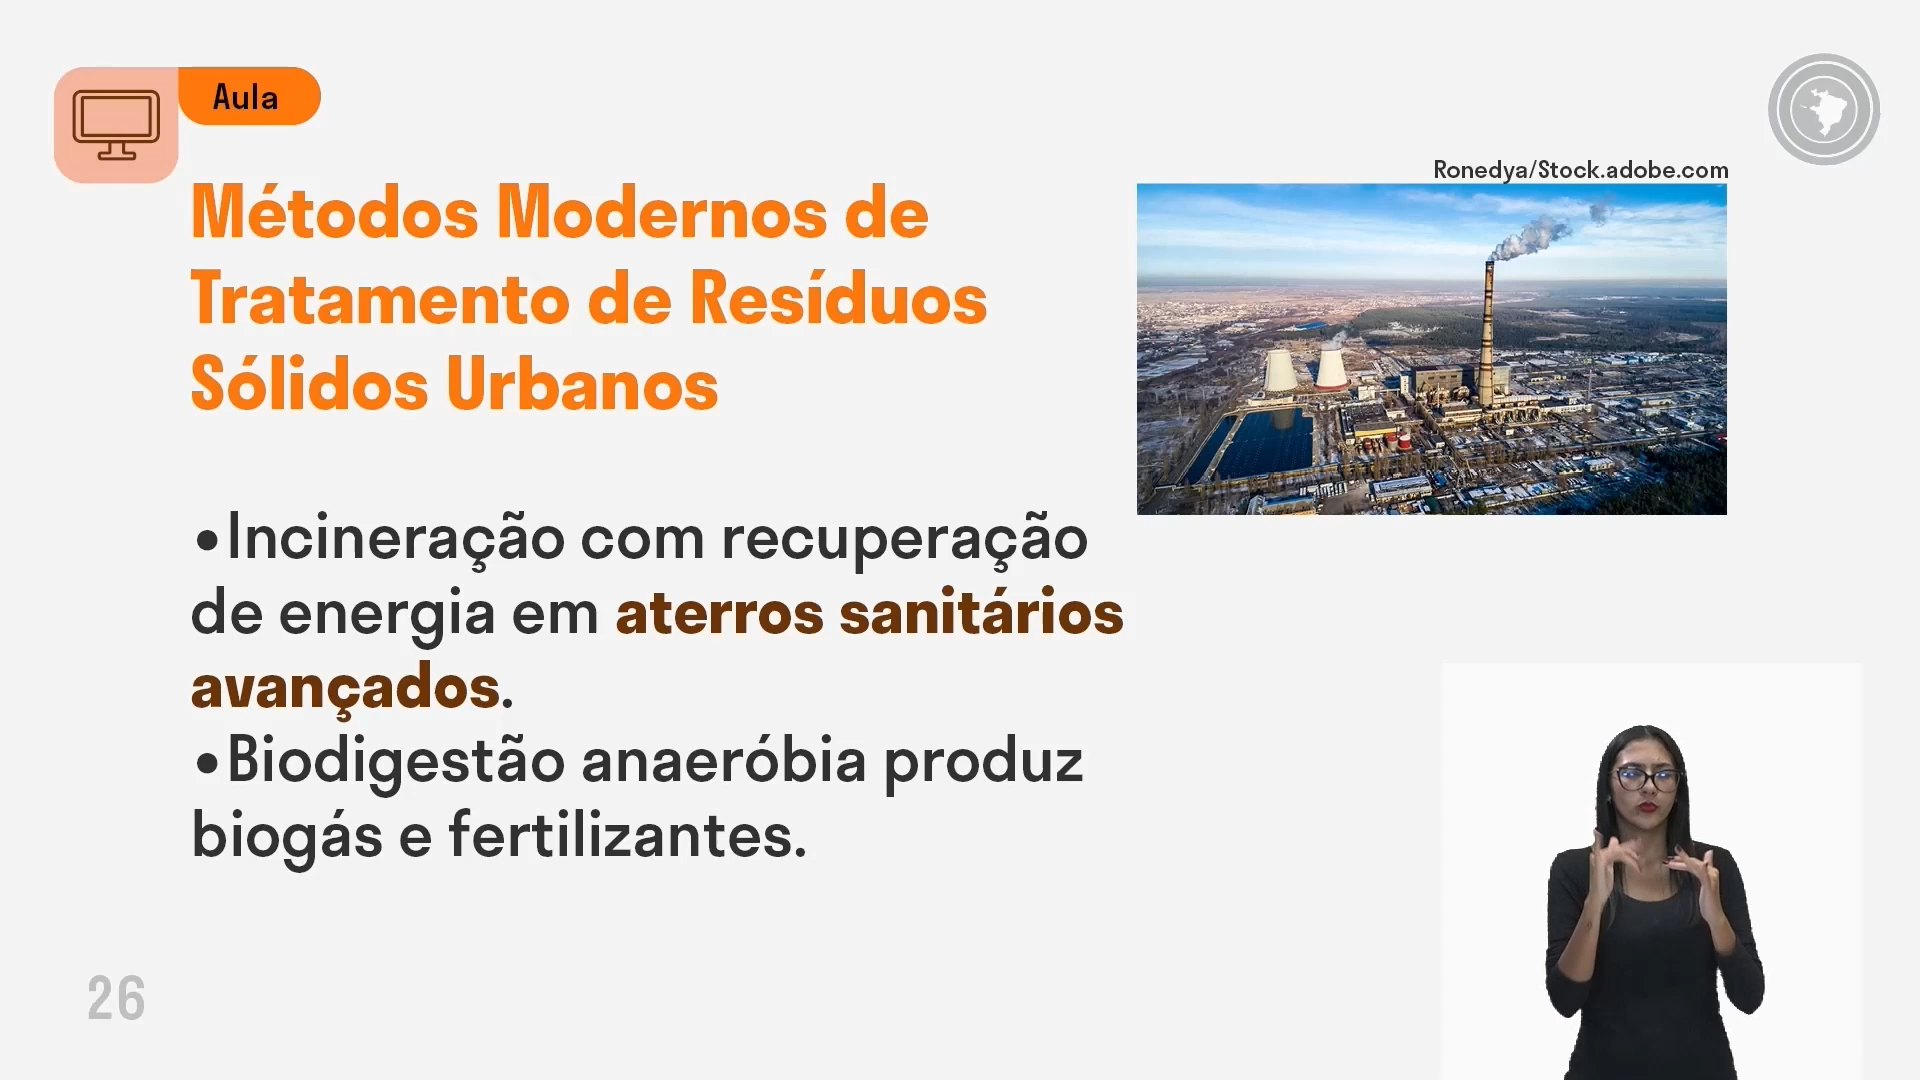 Aula
Ronedya/Stock.adobe.com
Métodos Modernos de
Tratamento de Resíduos
Sólidos Urbanos
•Incineração com recuperação
de energia em aterros sanitários
avançados.
•Biodigestão anaeróbia produz
biogás e fertilizantes.
26